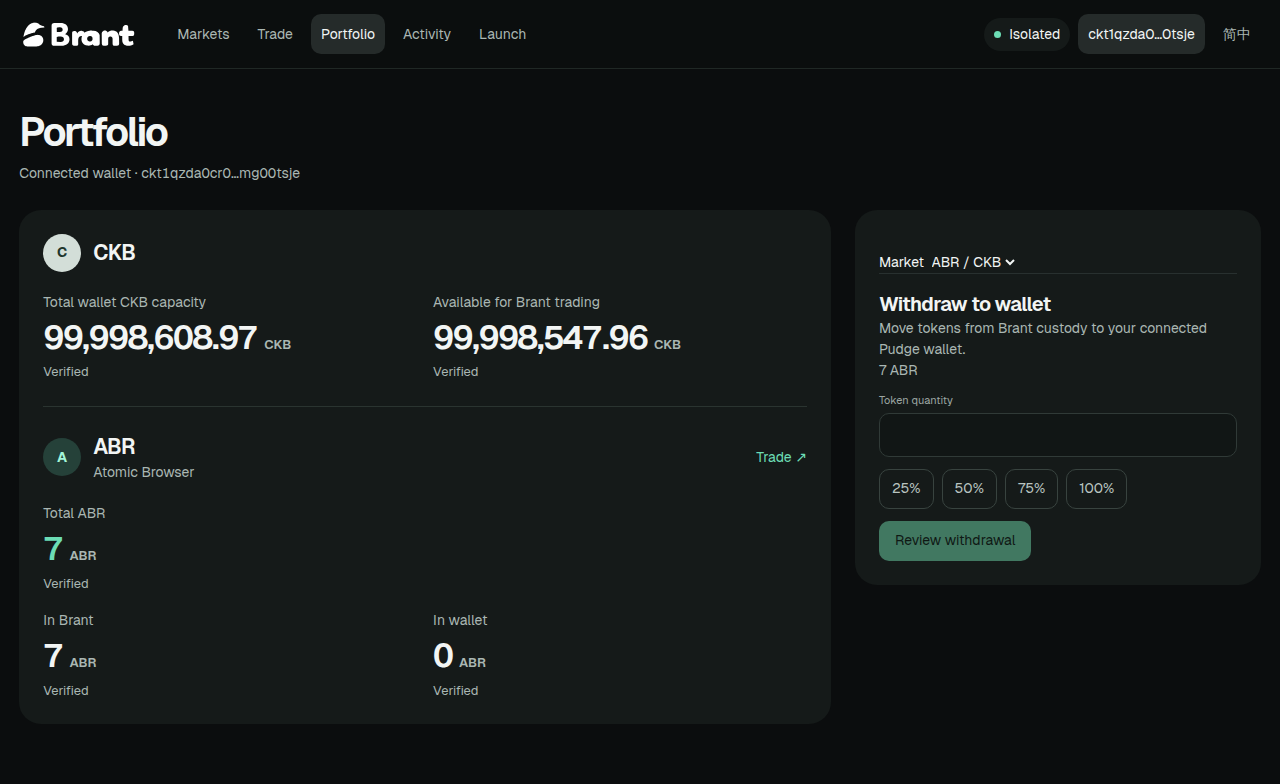 Brant
Markets
Trade
Portfolio
Activity
Launch
Isolated
ckt1qzda0…0tsje
简中
Portfolio
Connected wallet · ckt1qzda0cr0…mg00tsje
C
CKB
Total wallet CKB capacity
99,998,608.97 CKB
Verified
Available for Brant trading
99,998,547.96 CKB
Verified
A
ABR
Atomic Browser
Trade ↗
Total ABR
7 ABR
Verified
In Brant
7 ABR
Verified
In wallet
0 ABR
Verified
Market ABR / CKB
Withdraw to wallet
Move tokens from Brant custody to your connected
Pudge wallet.
7 ABR
Token quantity
25%
50%
75%
100%
Review withdrawal